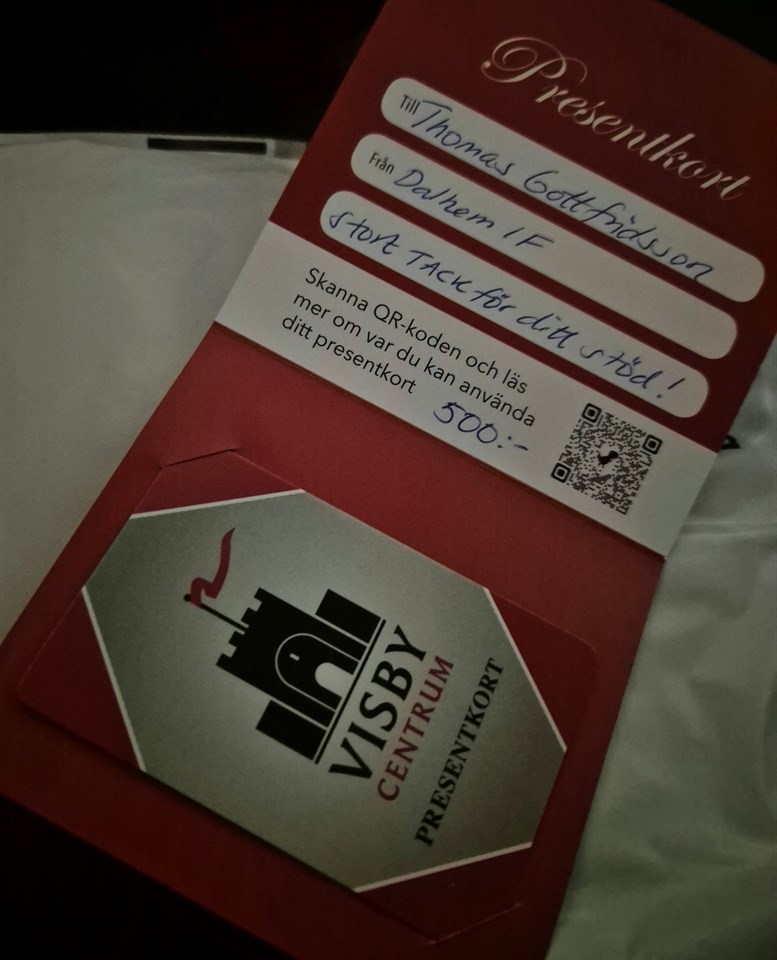 Presentkort
Till Thomas Gottfridsson
Från Dalhem IF
stort TACK för ditt stöd!
Skanna QR-koden och läs
mer om var du kan använda
ditt presentkort
500:-
VISBY
CENTRUM
PRESENTKORT